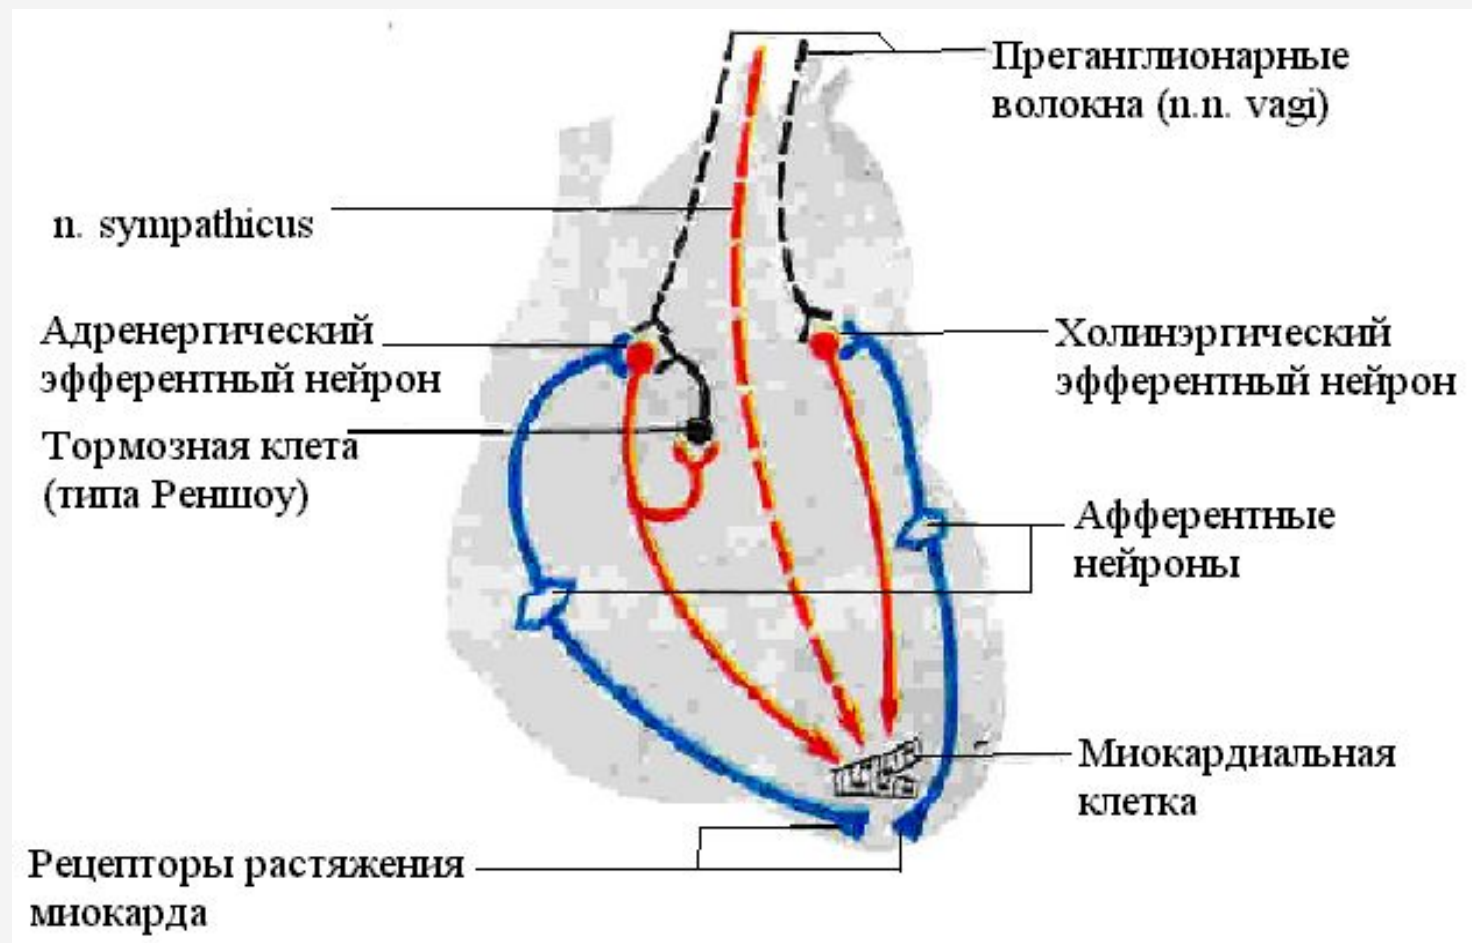 Преганглионарные
волокна (n.n. vagi)
n. sympathicus
Адренергический
эфферентный нейрон
Холинэргический
эфферентный нейрон
Тормозная клета
(типа Реншоу)
Афферентные
нейроны
Миокардиальная
клетка
Рецепторы растяжения
миокарда